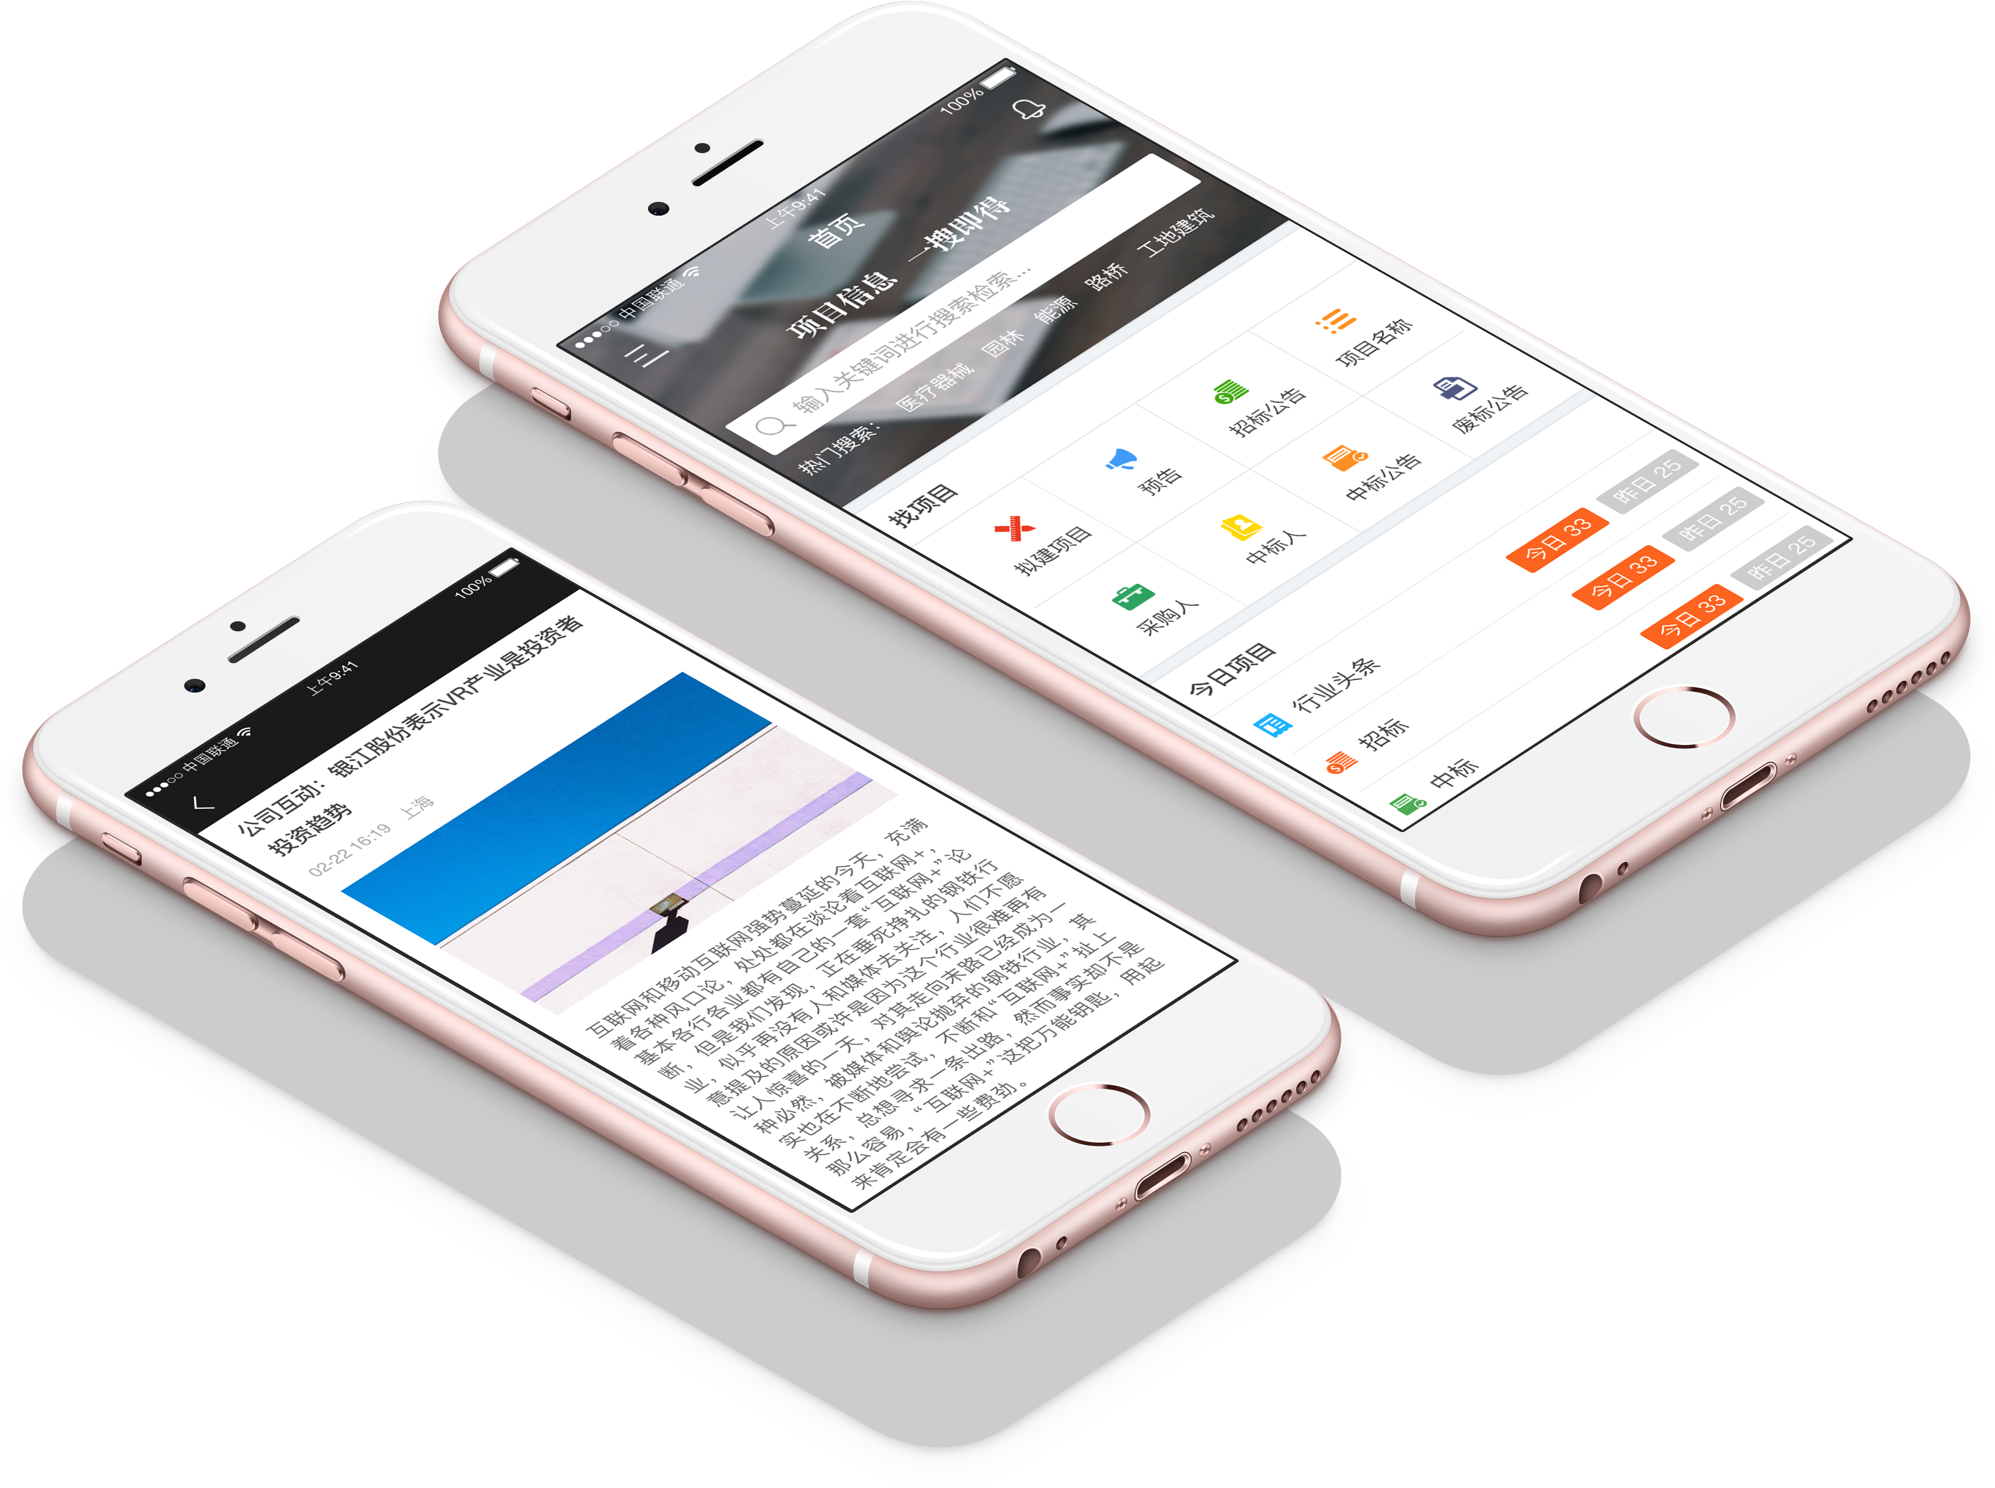 中国联通
上午9:41
100%
首页
项目信息 一搜即得
输入关键词进行搜索检索...
热门搜索： 医疗器械 园林 能源 路桥 工地建筑
找项目
拟建项目 预告 招标公告 项目名称
采购人 中标人 中标公告 废标公告
今日项目
行业头条 今日 33 昨日 25
招标 今日 33 昨日 25
中标 今日 33 昨日 25
中国联通
上午9:41
100%
公司互动：银江股份表示VR产业是投资者
投资趋势
02-22 16:19 上海
互联网和移动互联网强势蔓延的今天，充满
着各种风口论，处处都在谈论着互联网+，
基本各行各业都有自己的一套“互联网+”论
断，但是我们发现，正在垂死挣扎的钢铁行
业，似乎再没有人和媒体去关注，人们不愿
意提及的原因或许是因为这个行业很难再有
让人惊喜的一天，对其走向末路已经成为一
种必然，被媒体和舆论抛弃的钢铁行业，其
实也在不断地尝试，不断和“互联网+”扯上
关系，总想寻求一条出路，然而事实却不是
那么容易，“互联网+”这把万能钥匙，用起
来肯定会有一些费劲。